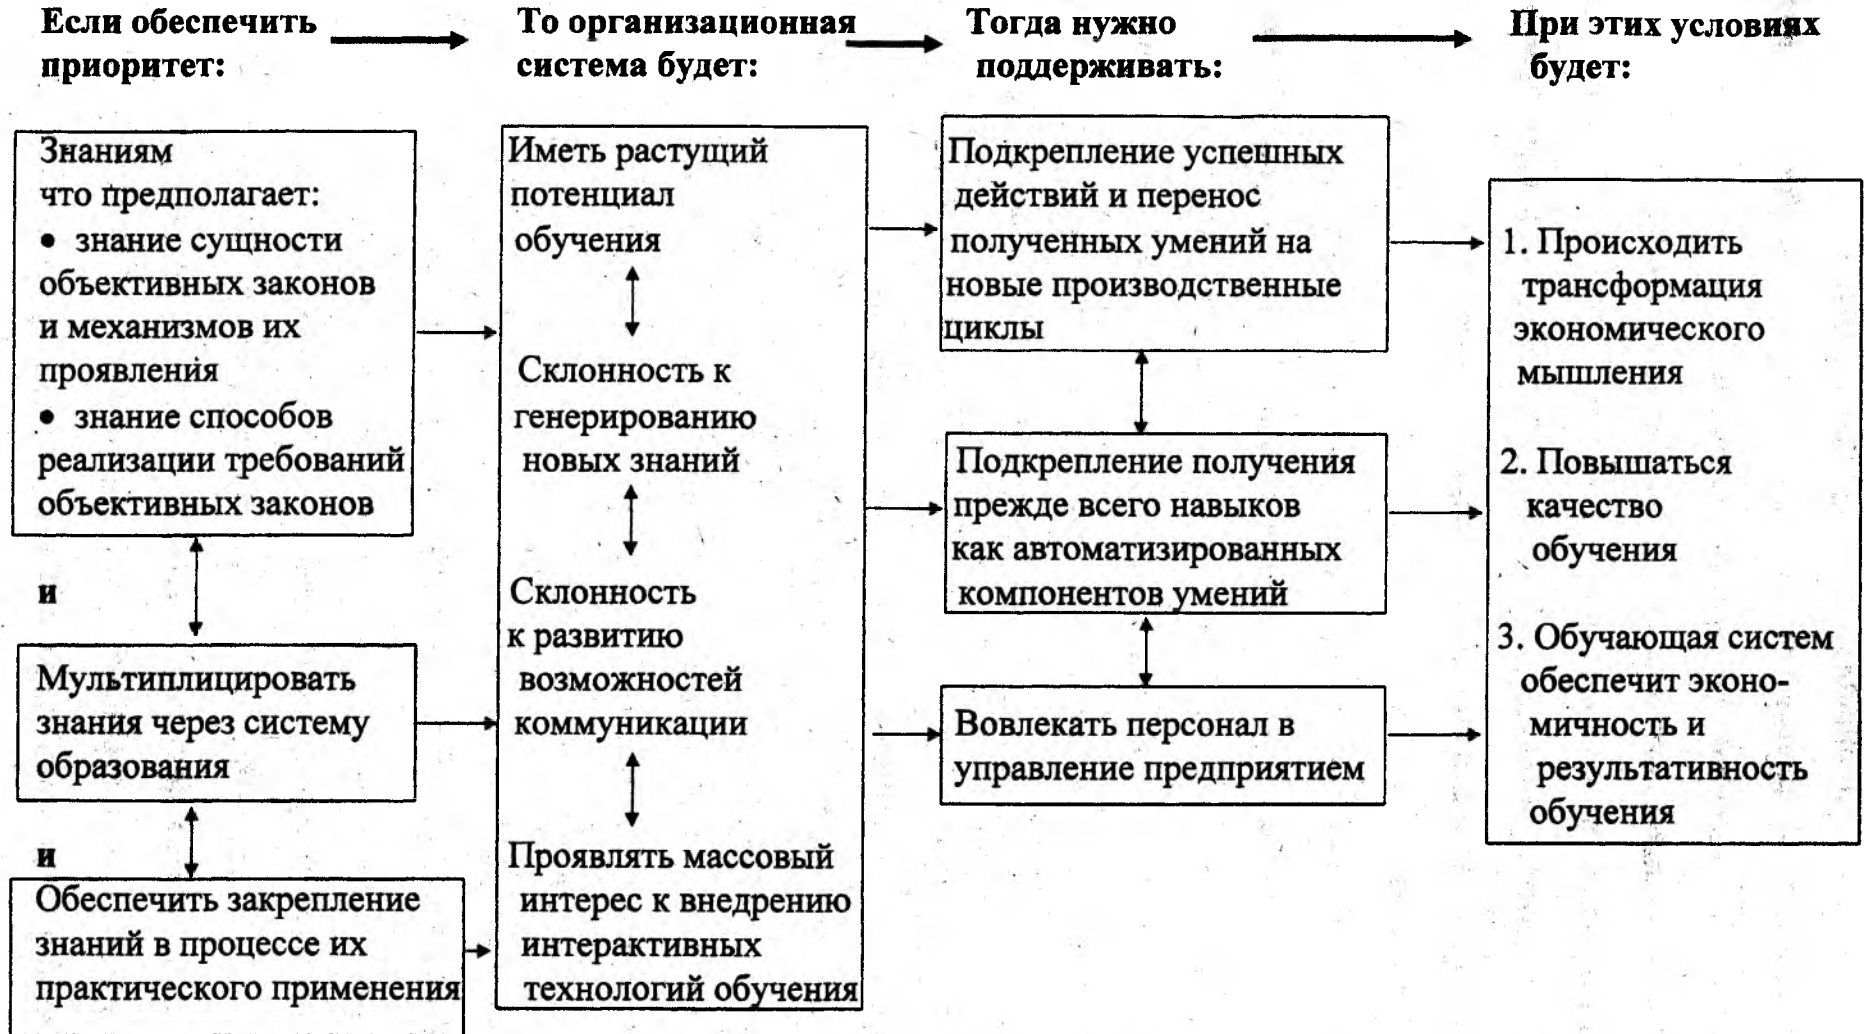 Если обеспечить
приоритет:
То организационная
система будет:
Тогда нужно
поддерживать:
При этих условиях
будет:
Знаниям
что предполагает:
• знание сущности
объективных законов
и механизмов их
проявления
• знание способов
реализации требований
объективных законов
и
Мультиплицировать
знания через систему
образования
и
Обеспечить закрепление
знаний в процессе их
практического применения
Иметь растущий
потенциал
обучения
Склонность к
генерированию
новых знаний
Склонность
к развитию
возможностей
коммуникации
Проявлять массовый
интерес к внедрению
интерактивных
технологий обучения
Подкрепление успешных
действий и перенос
полученных умений на
новые производственные
циклы
Подкрепление получения
прежде всего навыков
как автоматизированных
компонентов умений
Вовлекать персонал в
управление предприятием
1. Происходить
трансформация
экономического
мышления
2. Повышаться
качество
обучения
3. Обучающая систем
обеспечит эконо-
мичность и
результативность
обучения